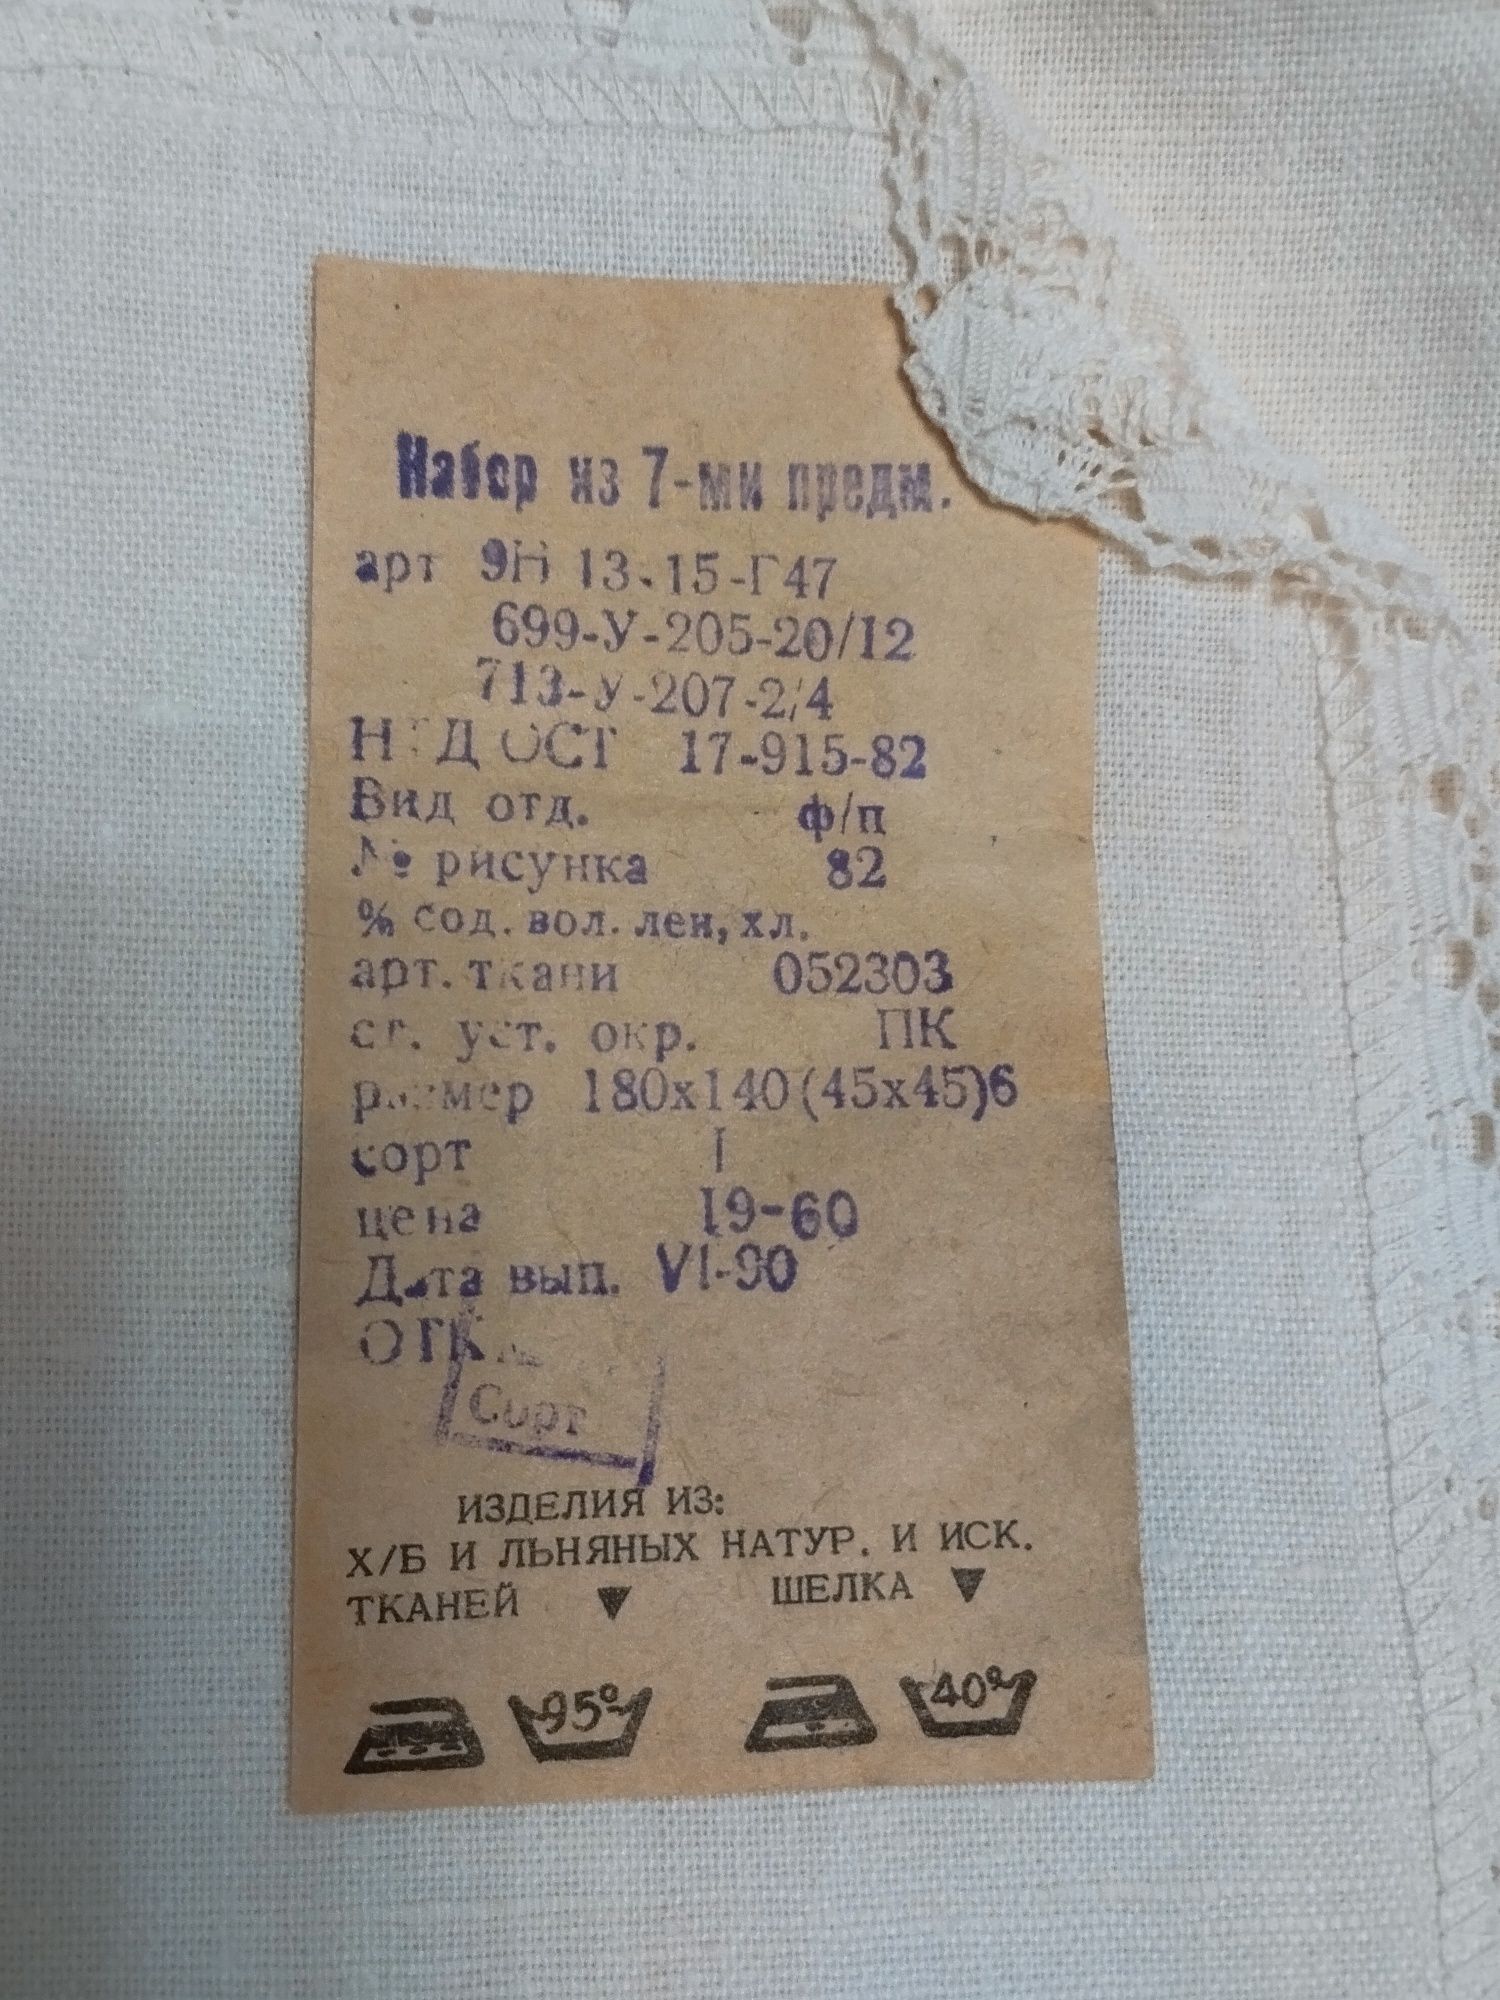 Набор из 7-ми предм.
арт 9Н 13-15-Г47
699-У-205-20/12
713-У-207-2/4
НТД ОСТ 17-915-82
Вид отд. ф/п
№ рисунка 82
% сод. вол. лен, хл.
арт. ткани 052303
ст. уст. окр. ПК
размер 180х140(45х45)6
сорт I
цена 19-60
Дата вып. VI-90
ОТК
Сорт
ИЗДЕЛИЯ ИЗ:
Х/Б И ЛЬНЯНЫХ НАТУР. И ИСК.
ТКАНЕЙ ▼ ШЕЛКА ▼
95° 40°